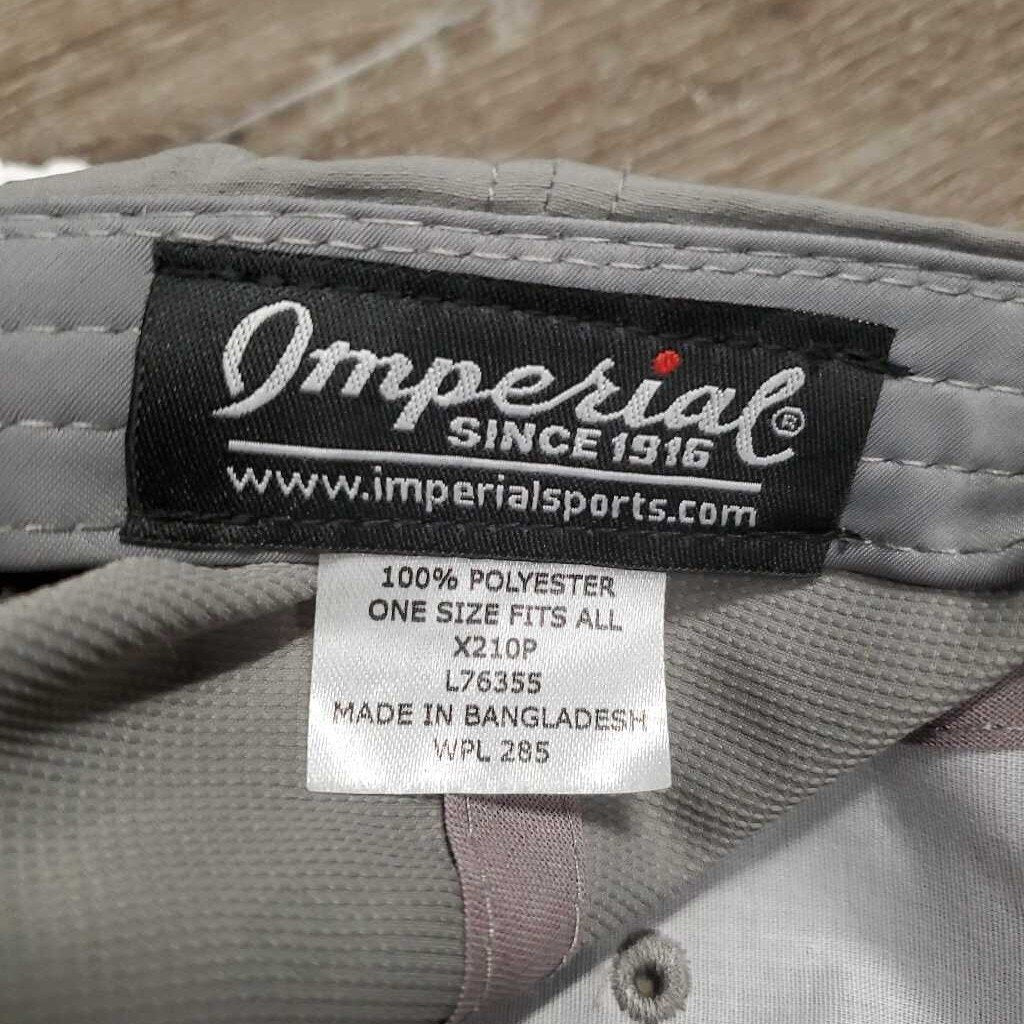 Imperial®
SINCE 1916
www.imperialsports.com
100% POLYESTER
ONE SIZE FITS ALL
X210P
L76355
MADE IN BANGLADESH
WPL 285